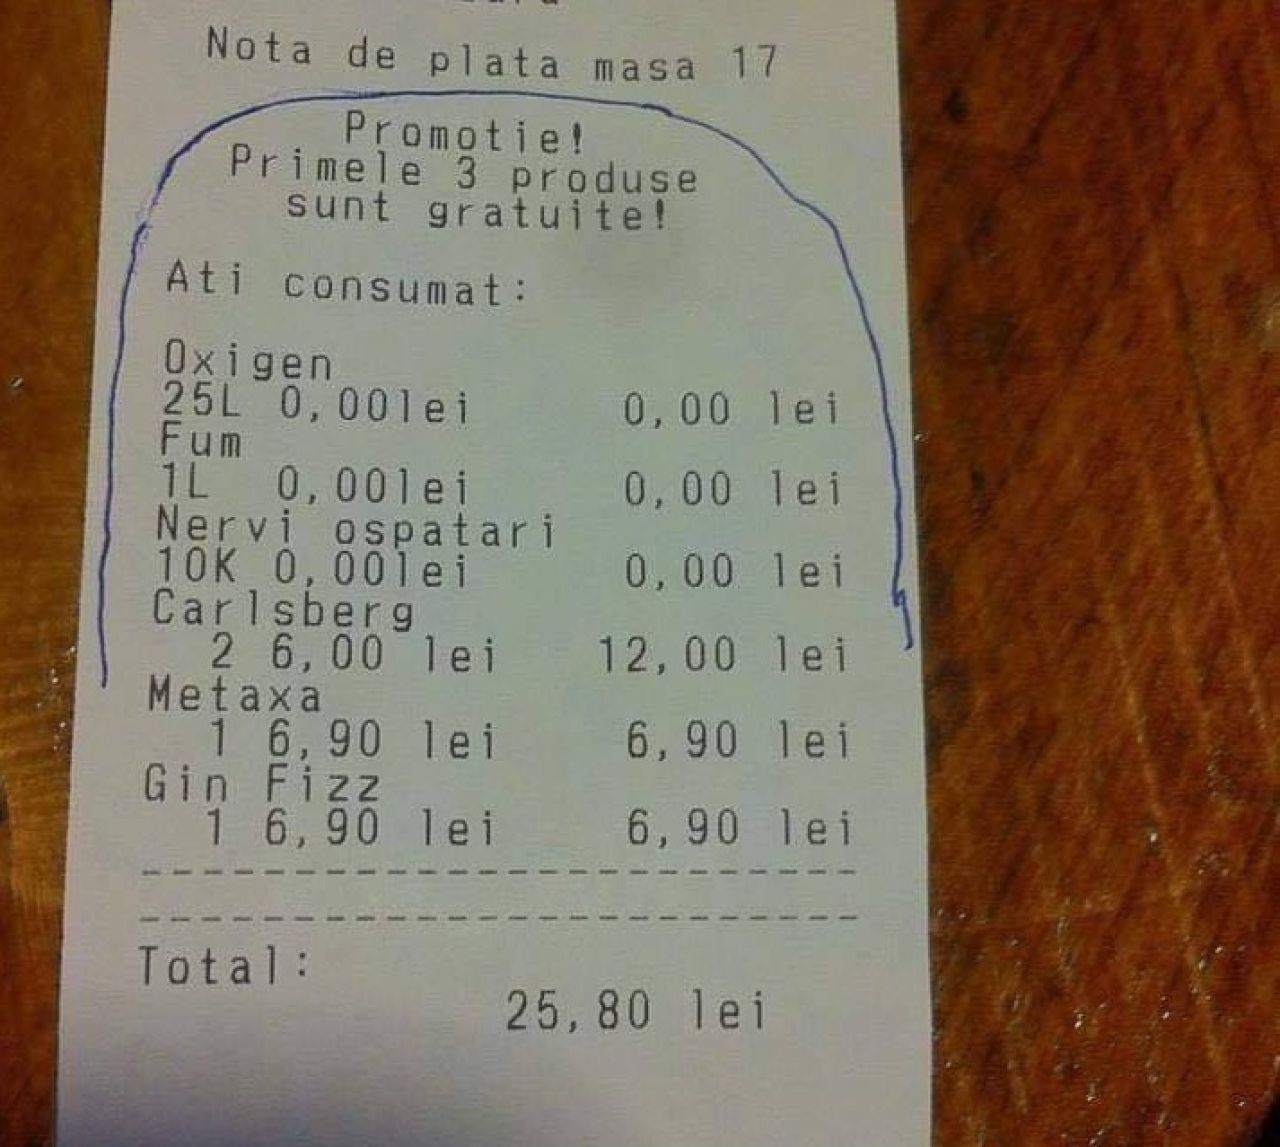 Nota de plata masa 17
Promotie!
Primele 3 produse
sunt gratuite!
Ati consumat:
Oxigen
25L 0,00lei 0,00 lei
Fum
1L 0,00lei 0,00 lei
Nervi ospatari
10K 0,00lei 0,00 lei
Carlsberg
2 6,00 lei 12,00 lei
Metaxa
1 6,90 lei 6,90 lei
Gin Fizz
1 6,90 lei 6,90 lei
Total:
25,80 lei